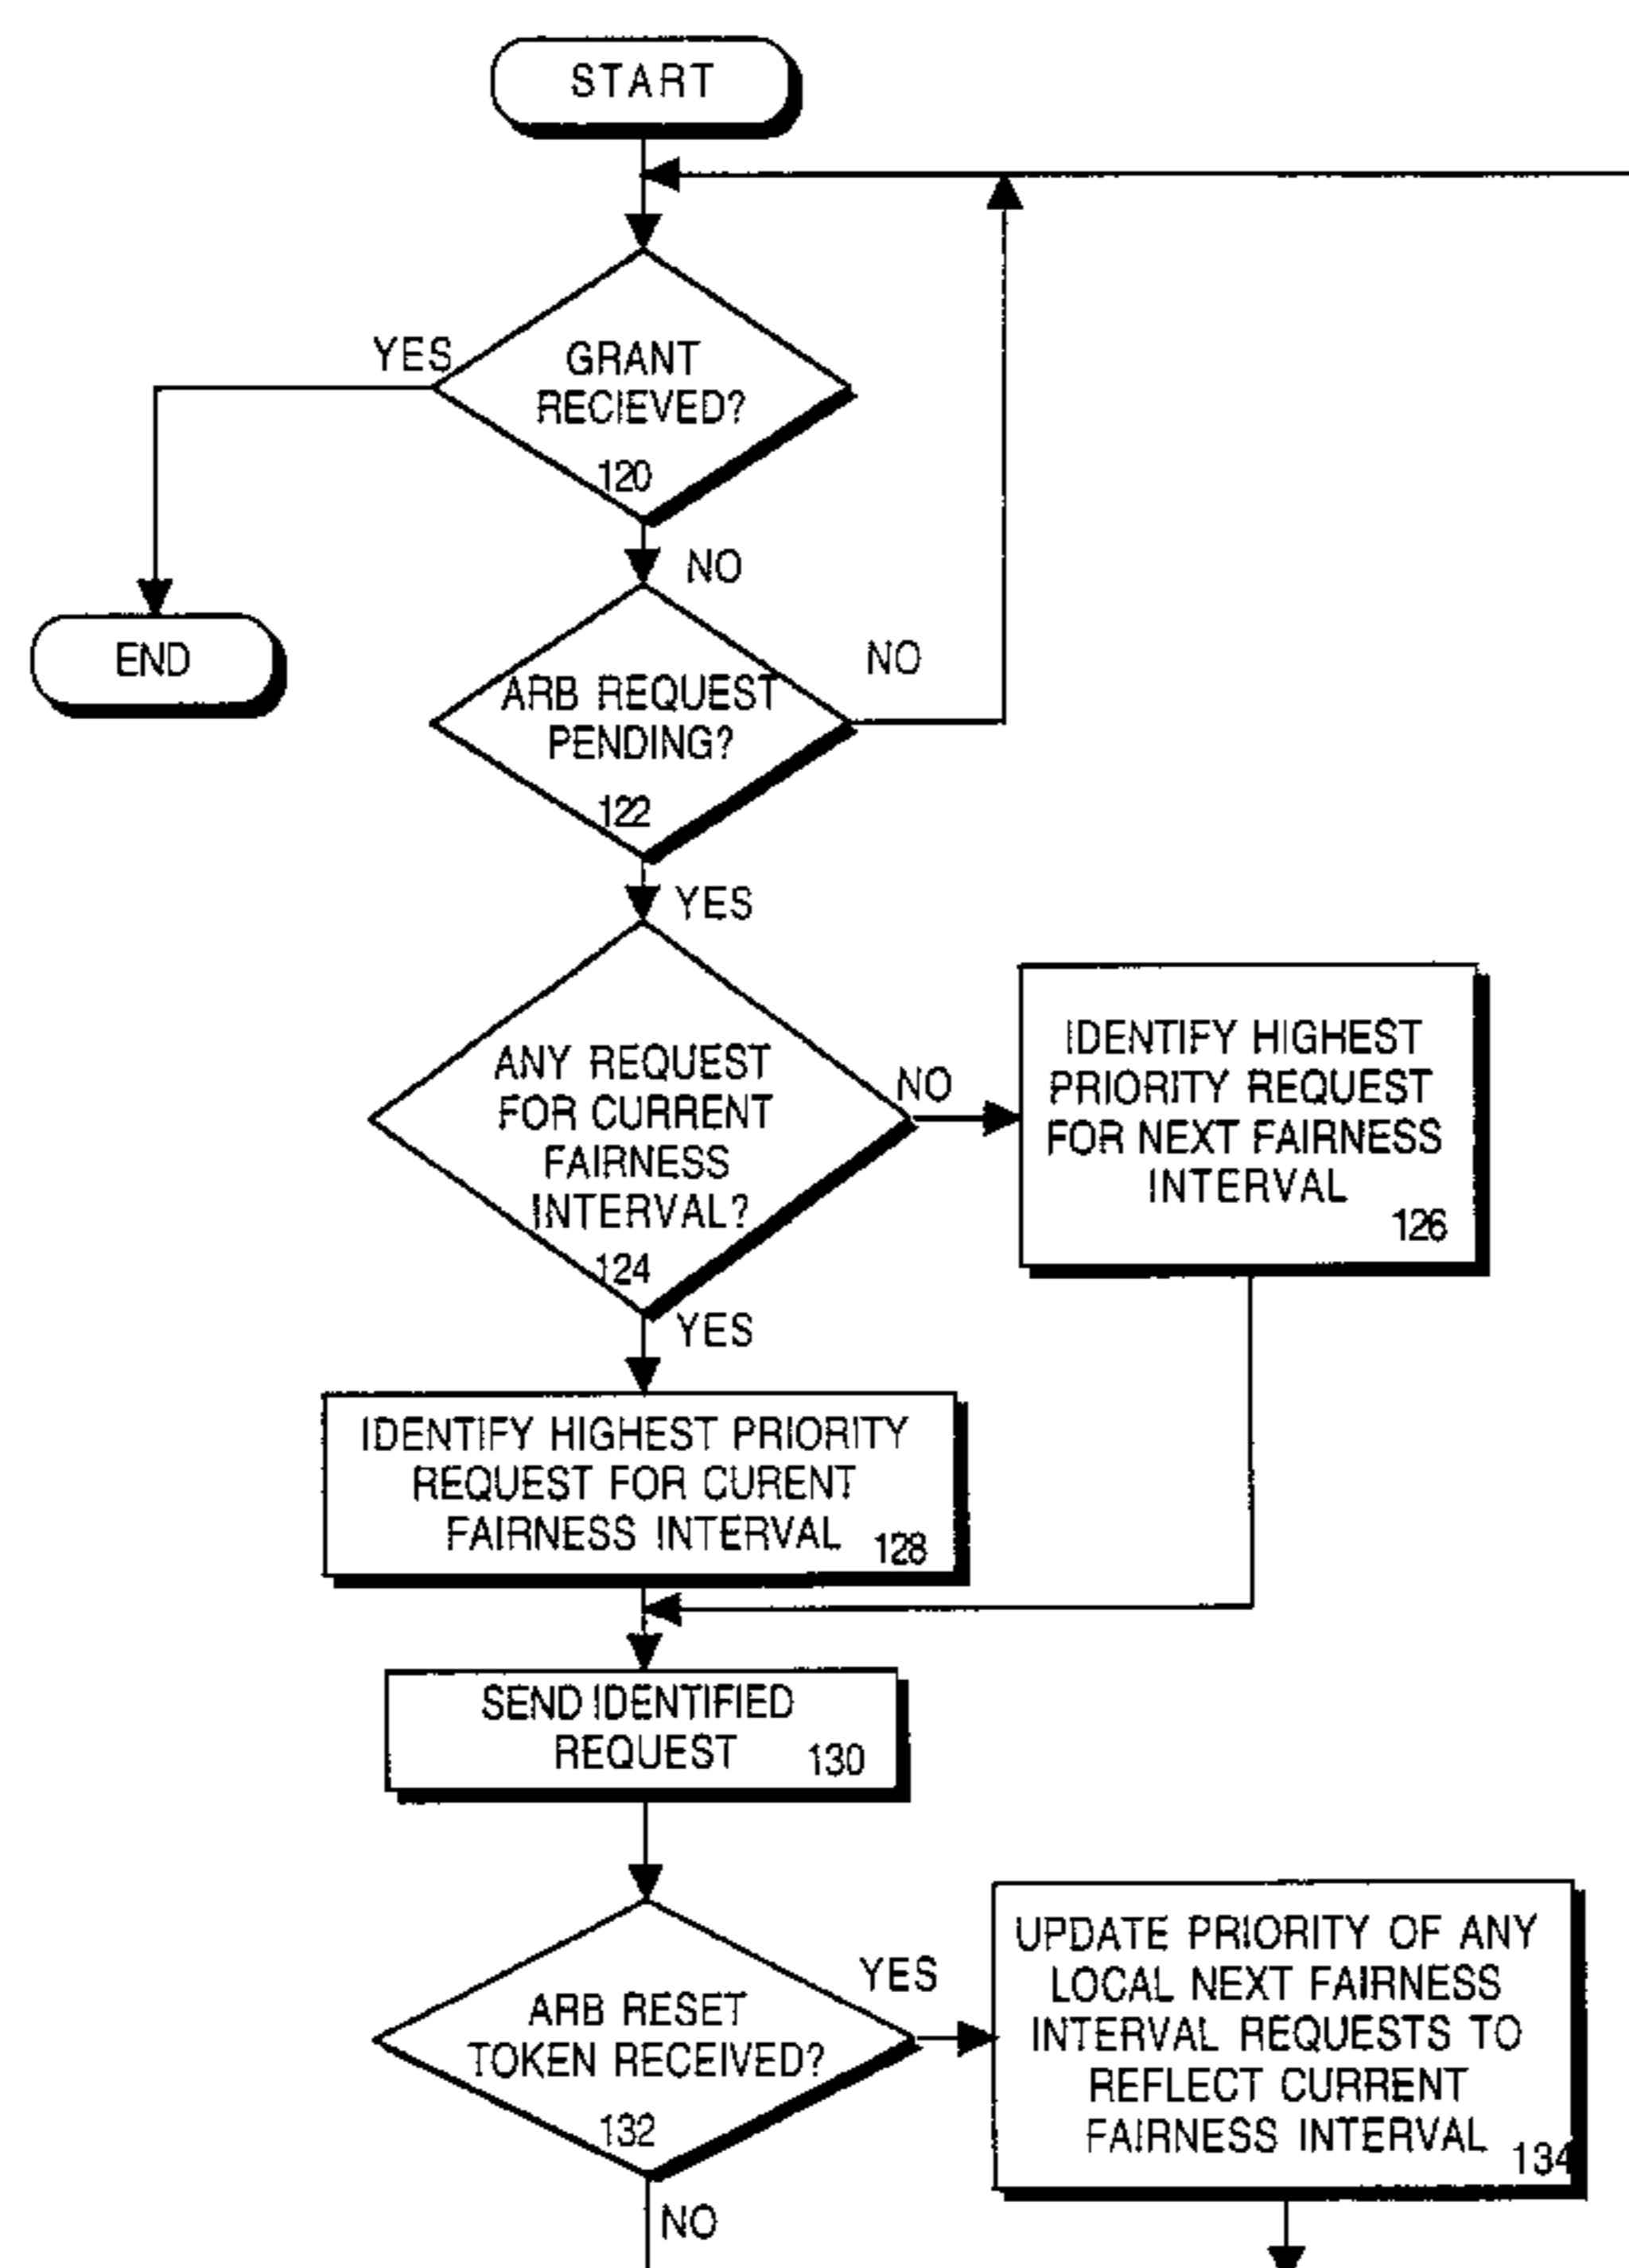 START
YES
GRANT
RECIEVED?
120
NO
END
ARB REQUEST
PENDING?
122
NO
YES
ANY REQUEST
FOR CURRENT
FAIRNESS
INTERVAL?
124
NO
IDENTIFY HIGHEST
PRIORITY REQUEST
FOR NEXT FAIRNESS
INTERVAL
126
YES
IDENTIFY HIGHEST PRIORITY
REQUEST FOR CURENT
FAIRNESS INTERVAL
128
SEND IDENTIFIED
REQUEST
130
ARB RESET
TOKEN RECEIVED?
132
YES
UPDATE PRIORITY OF ANY
LOCAL NEXT FAIRNESS
INTERVAL REQUESTS TO
REFLECT CURRENT
FAIRNESS INTERVAL
134
NO